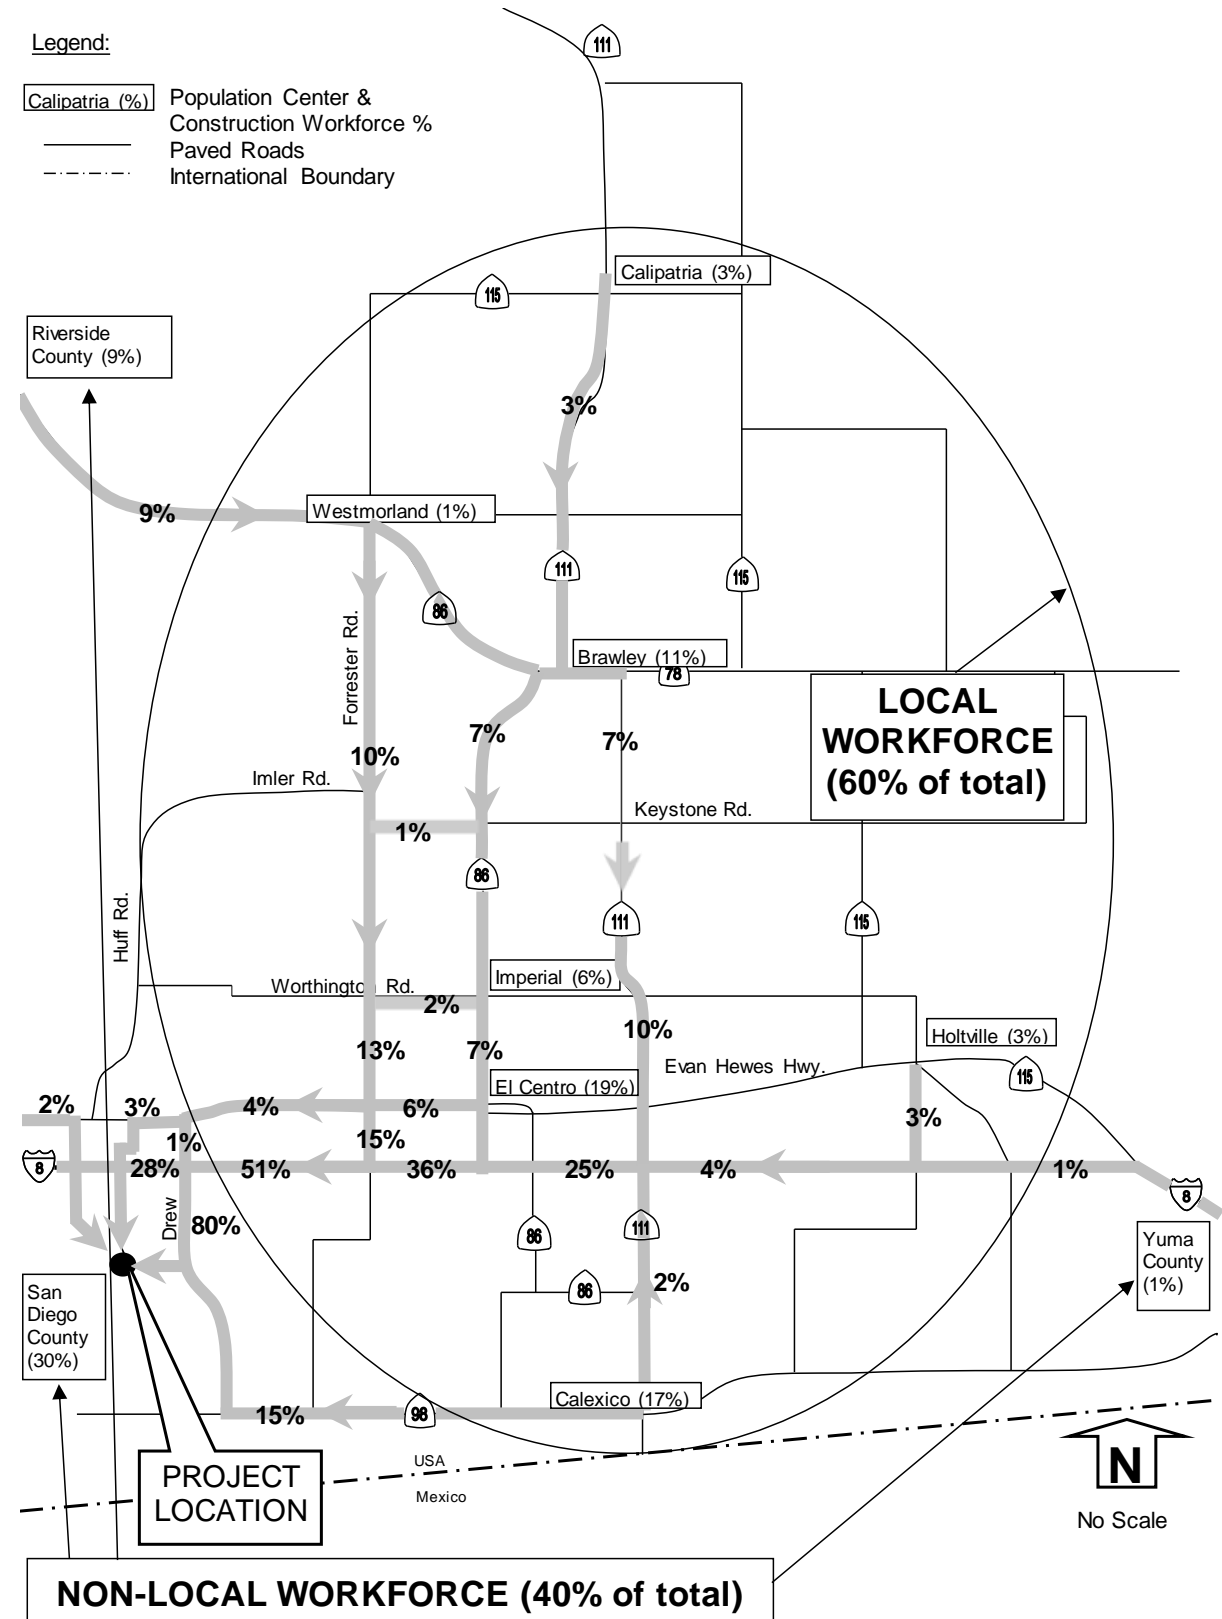 Legend:
Calipatria (%)
Population Center &
Construction Workforce %
Paved Roads
International Boundary
111
Calipatria (3%)
115
Riverside
County (9%)
3%
9%
Westmorland (1%)
111
115
86
Forrester Rd.
Brawley (11%)
78
LOCAL
WORKFORCE
(60% of total)
7%
7%
10%
Imler Rd.
Keystone Rd.
1%
86
111
115
Huff Rd.
Imperial (6%)
Worthington Rd.
2%
10%
Holtville (3%)
13%
7%
Evan Hewes Hwy.
115
El Centro (19%)
2%
3%
4%
6%
3%
1%
15%
8
28%
51%
36%
25%
4%
1%
8
Drew
80%
86
111
Yuma
County
(1%)
San
Diego
County
(30%)
86
2%
Calexico (17%)
15%
98
USA
Mexico
PROJECT
LOCATION
N
No Scale
NON-LOCAL WORKFORCE (40% of total)